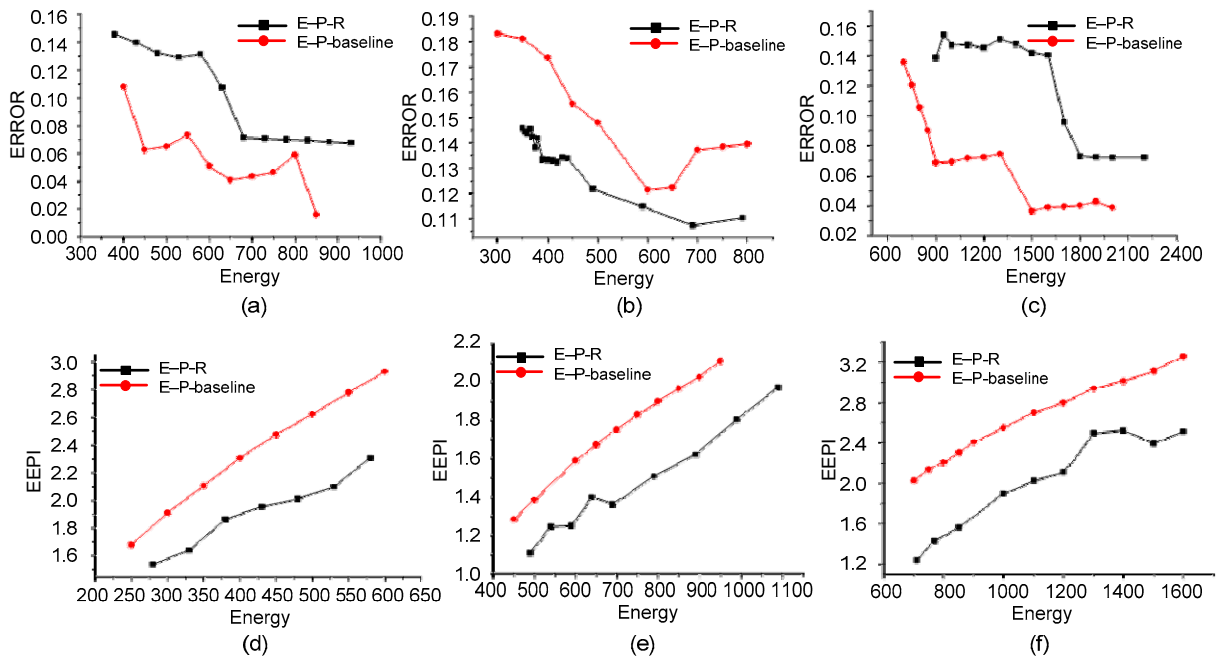 E–P-R
E–P-baseline
ERROR
0.16
0.14
0.12
0.10
0.08
0.06
0.04
0.02
0.00
300 400 500 600 700 800 900 1000
Energy
(a)
E–P-R
E–P-baseline
ERROR
0.19
0.18
0.17
0.16
0.15
0.14
0.13
0.12
0.11
300 400 500 600 700 800
Energy
(b)
E–P-R
E–P-baseline
ERROR
0.16
0.14
0.12
0.10
0.08
0.06
0.04
0.02
600 900 1200 1500 1800 2100 2400
Energy
(c)
E–P-R
E–P-baseline
EEPI
3.0
2.8
2.6
2.4
2.2
2.0
1.8
1.6
200 250 300 350 400 450 500 550 600 650
Energy
(d)
E–P-R
E–P-baseline
EEPI
2.2
2.0
1.8
1.6
1.4
1.2
1.0
400 500 600 700 800 900 1000 1100
Energy
(e)
E–P-R
E–P-baseline
EEPI
3.2
2.8
2.4
2.0
1.6
1.2
600 800 1000 1200 1400 1600
Energy
(f)